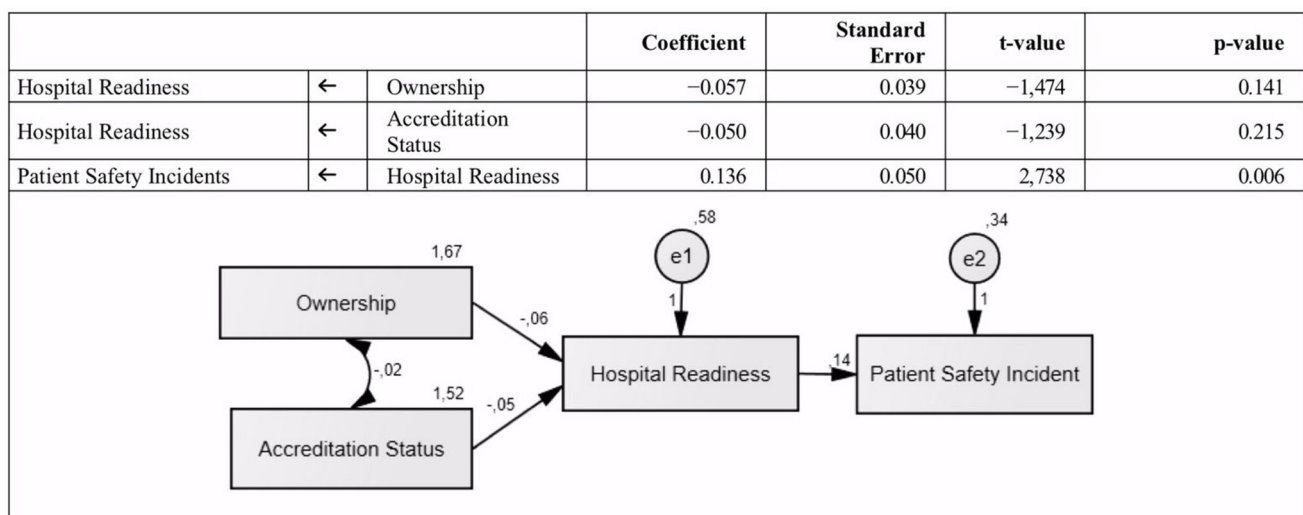 Coefficient Standard Error t-value p-value
Hospital Readiness ← Ownership −0.057 0.039 −1,474 0.141
Hospital Readiness ← Accreditation Status −0.050 0.040 −1,239 0.215
Patient Safety Incidents ← Hospital Readiness 0.136 0.050 2,738 0.006
,58
,34
e1
e2
1,67
Ownership
1
1
-,06
Hospital Readiness
,14
Patient Safety Incident
-,02
1,52
-,05
Accreditation Status